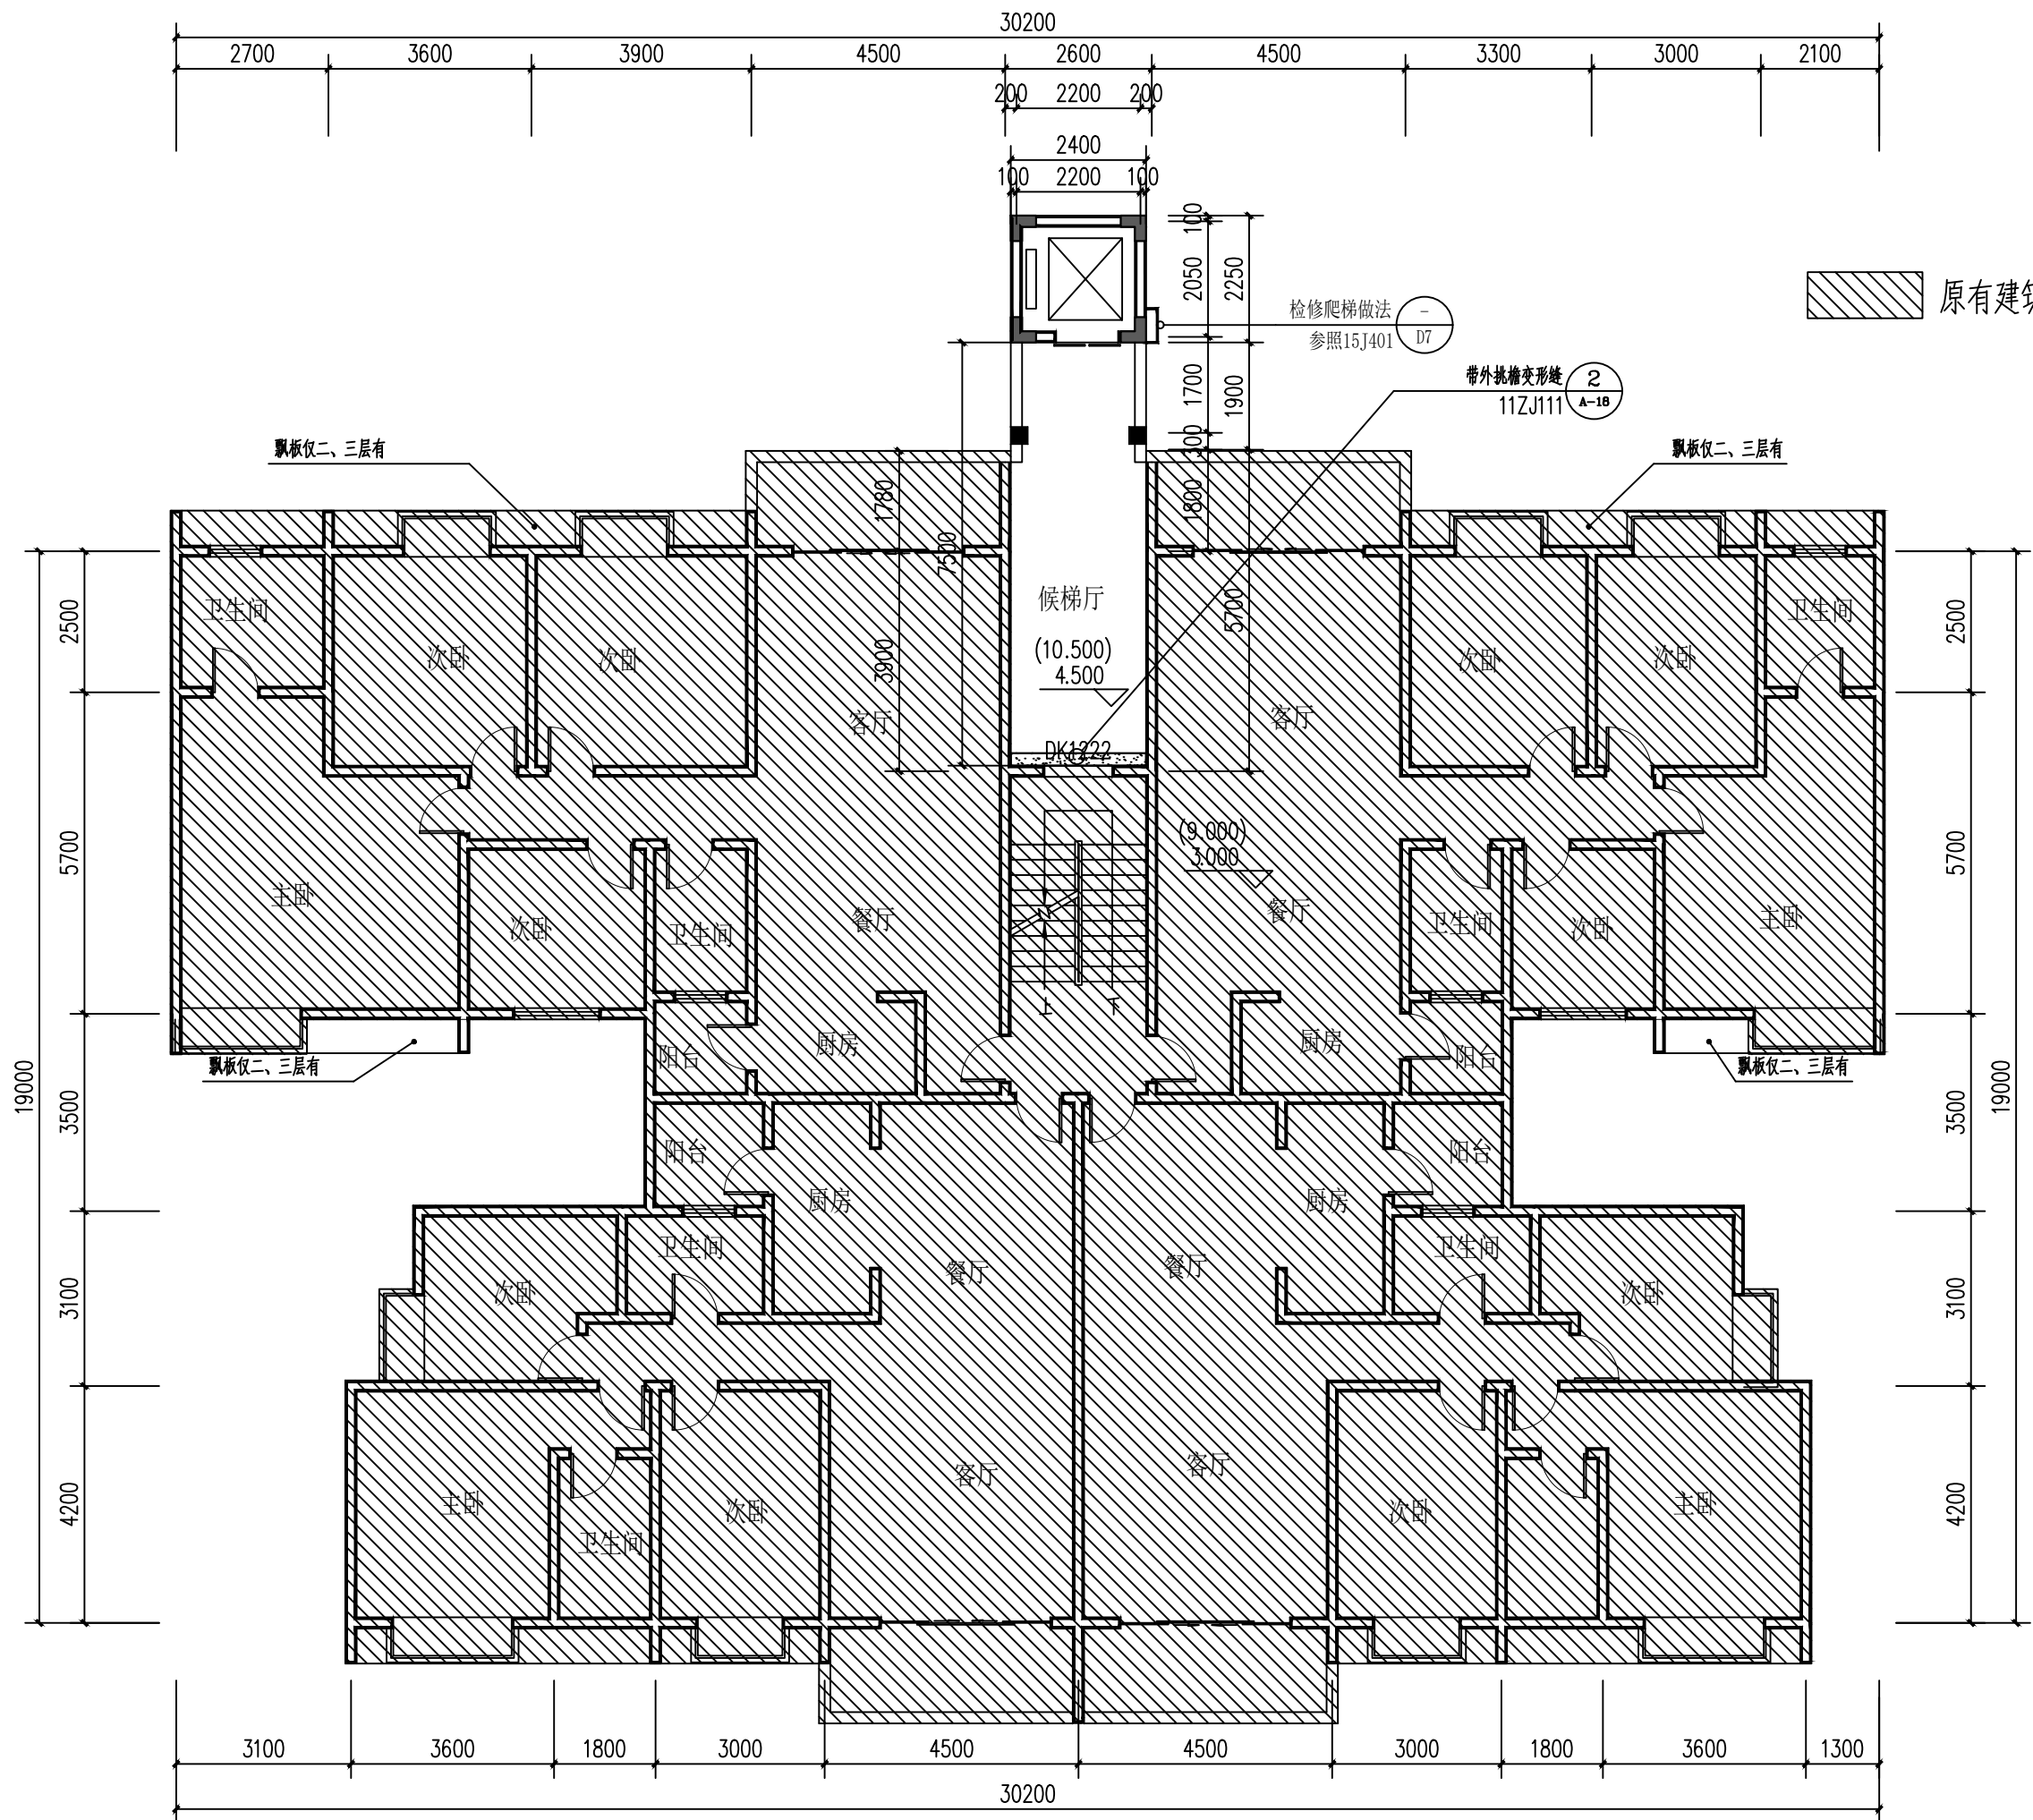 30200
2700 3600 3900 4500 2600 4500 3300 3000 2100
200 2200 200
2400
100 2200 100
100
2050 2250
原有建筑
检修爬梯做法 -
参照15J401 D7
1700 1900
带外挑檐变形缝 2
11ZJ111 A-18
300
飘板仅二、三层有
飘板仅二、三层有
1780
1800
7500
候梯厅
2500
卫生间
次卧
次卧
3900
(10.500)
4.500
5700
次卧
次卧
卫生间
2500
客厅
客厅
DK1222
(9.000)
3.000
5700
5700
主卧
次卧
卫生间
餐厅
餐厅
卫生间
次卧
主卧
上
下
阳台
厨房
厨房
阳台
飘板仅二、三层有
飘板仅二、三层有
19000
3500
3500
19000
阳台
厨房
厨房
阳台
卫生间
卫生间
餐厅
餐厅
3100
次卧
次卧
3100
4200
客厅
客厅
4200
主卧
卫生间
次卧
次卧
主卧
3100 3600 1800 3000 4500 4500 3000 1800 3600 1300
30200